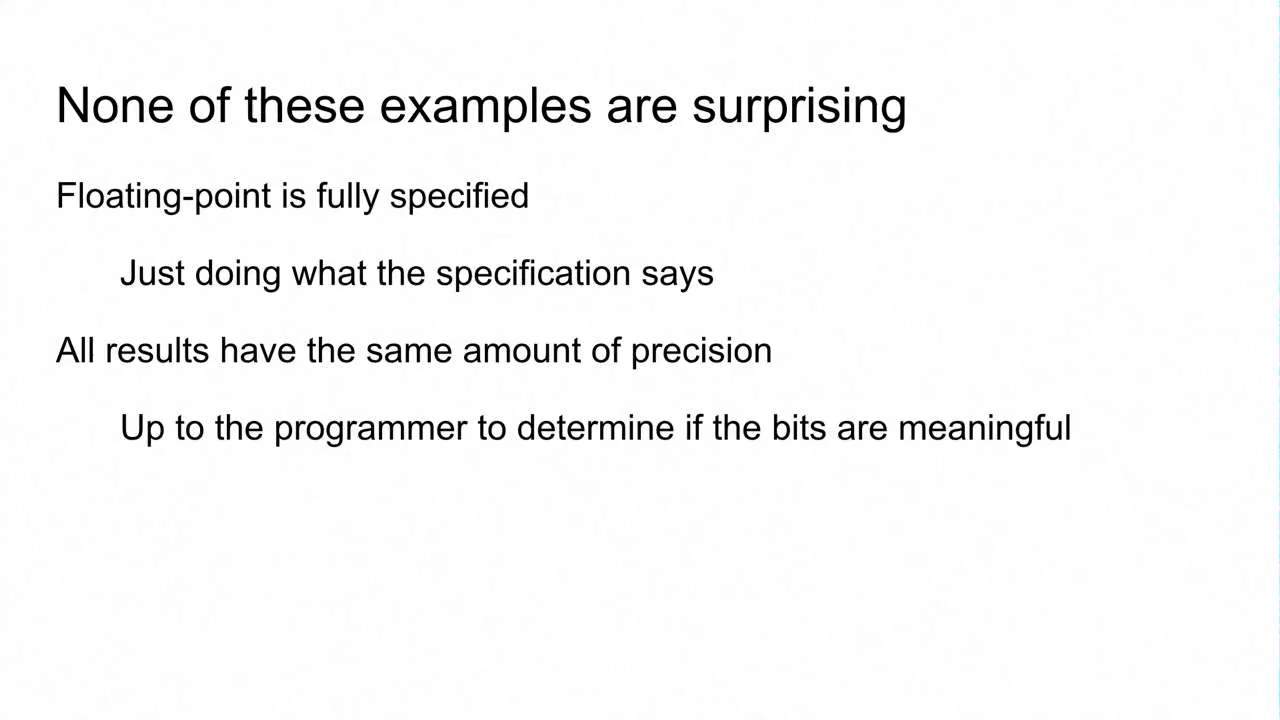 None of these examples are surprising
Floating-point is fully specified
Just doing what the specification says
All results have the same amount of precision
Up to the programmer to determine if the bits are meaningful